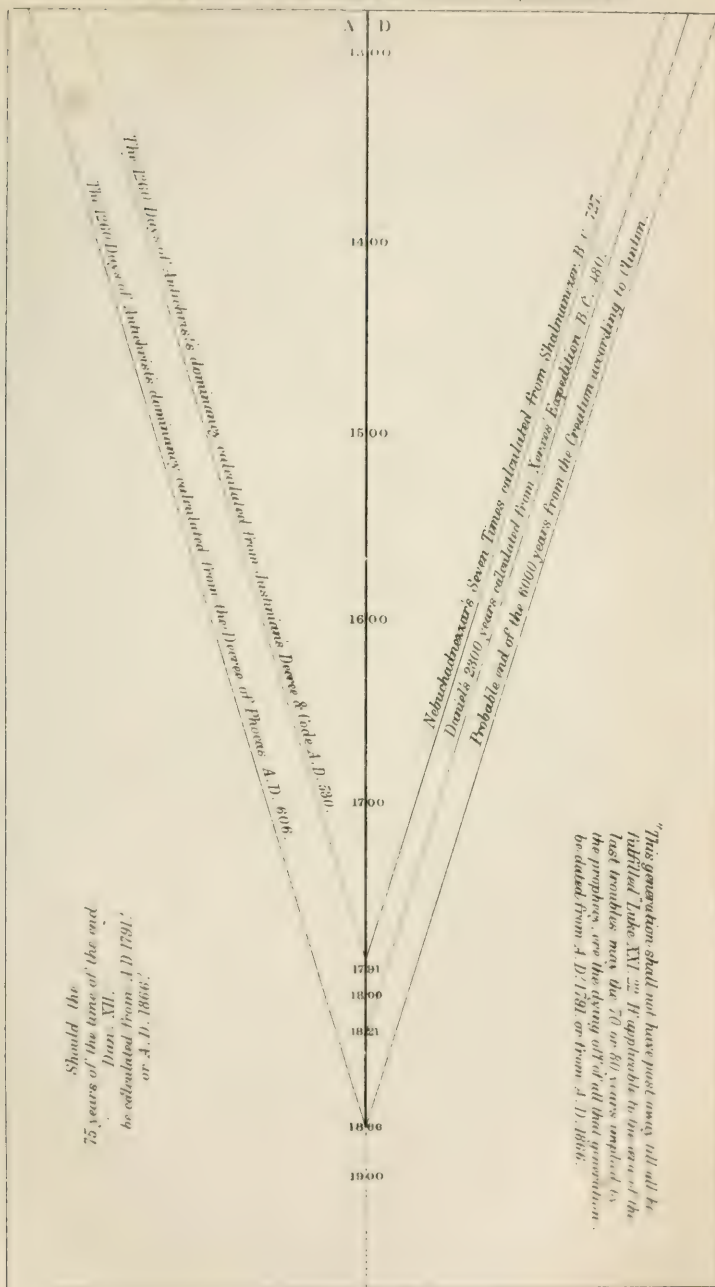 A D
1300
1400
1500
1600
1700
1791
1800
1821
1866
1900
The 1260 Days of Antichrist's dominancy calculated from the Decree of Phocas A.D. 606.
The 1260 Days of Antichrist's dominancy calculated from Justinian's Decree & Code A.D. 530.
Nebuchadnezzar's Seven Times calculated from Shalmanezer B.C. 727.
Daniel's 2300 years calculated from Xerxes' Expedition B.C. 480.
Probable end of the 6000 years from the Creation according to Clinton.
Should the
75 years of the time of the end
Dan. XII.
be calculated from A.D 1791?
or A.D. 1866?
"This generation shall not have past away till all be
fulfilled" Luke XXI. If applicable to the era of the
last troubles may the 70 or 80 years implied by
the prophecy, ere the dying off of all that generation,
be dated from A.D. 1791, or from A.D. 1866.